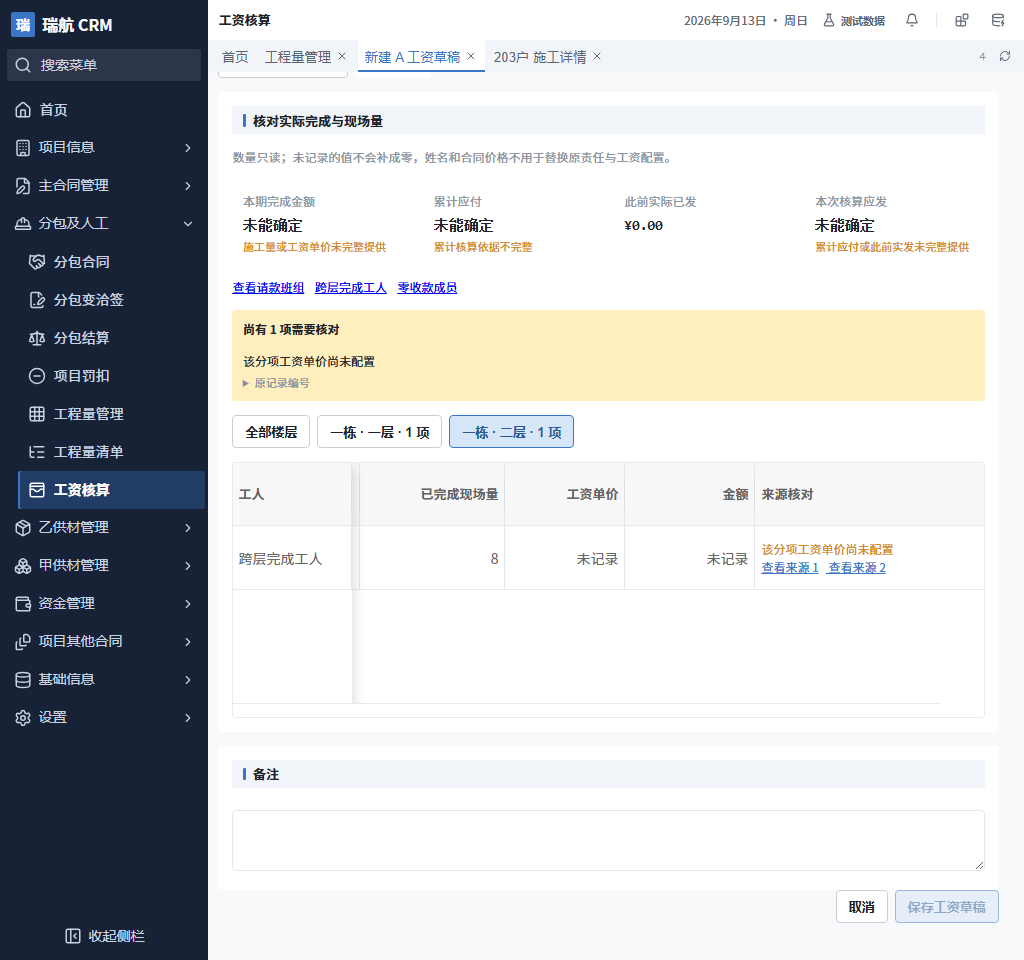 瑞 瑞航 CRM
搜索菜单
首页
项目信息
主合同管理
分包及人工
分包合同
分包变洽签
分包结算
项目罚扣
工程量管理
工程量清单
工资核算
乙供材管理
甲供材管理
资金管理
项目其他合同
基础信息
设置
收起侧栏
工资核算
2026年9月13日 · 周日 测试数据
首页 工程量管理 × 新建 A 工资草稿 × 203户 施工详情 × 4
核对实际完成与现场量
数量只读；未记录的值不会补成零，姓名和合同价格不用于替换原责任与工资配置。
本期完成金额 累计应付 此前实际已发 本次核算应发
未能确定 未能确定 ¥0.00 未能确定
施工量或工资单价未完整提供 累计核算依据不完整 累计应付或此前实发未完整提供
查看请款班组 跨层完成工人 零收款成员
尚有 1 项需要核对
该分项工资单价尚未配置
原记录编号
全部楼层 一栋 · 一层 · 1 项 一栋 · 二层 · 1 项
工人 已完成现场量 工资单价 金额 来源核对
跨层完成工人 8 未记录 未记录 该分项工资单价尚未配置
查看来源 1 查看来源 2
备注
取消 保存工资草稿